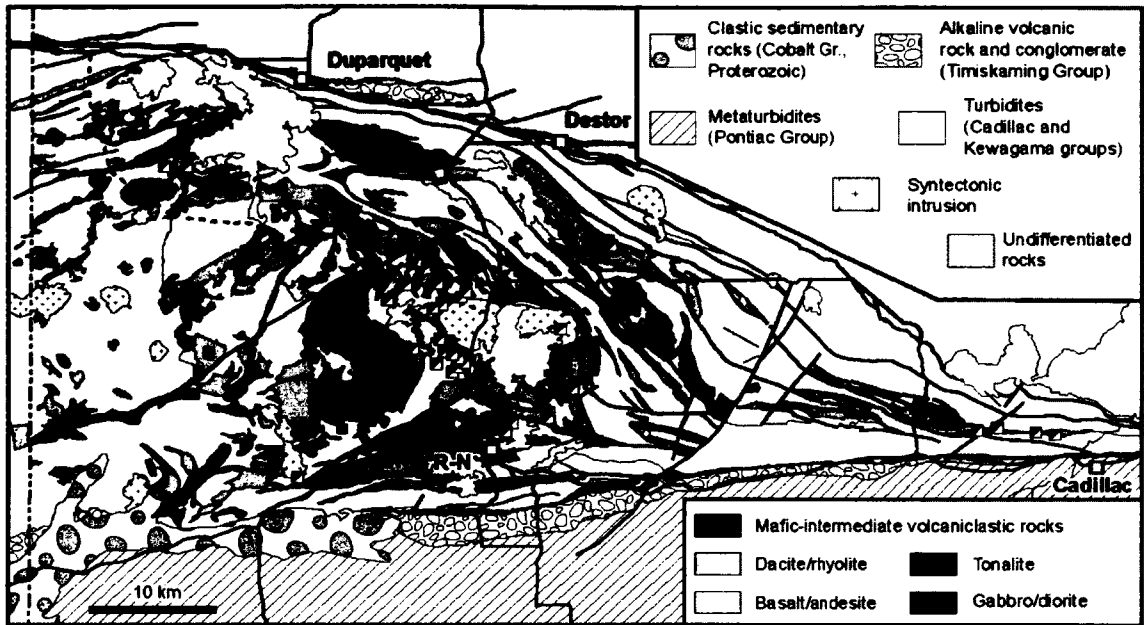 Duparquet
Destor
R-N
Cadillac
10 km
Clastic sedimentary
rocks (Cobalt Gr.,
Proterozoic)
Alkaline volcanic
rock and conglomerate
(Timiskaming Group)
Metaturbidites
(Pontiac Group)
Turbidites
(Cadillac and
Kewagama groups)
Syntectonic
intrusion
Undifferentiated
rocks
Mafic-intermediate volcaniclastic rocks
Dacite/rhyolite
Tonalite
Basalt/andesite
Gabbro/diorite